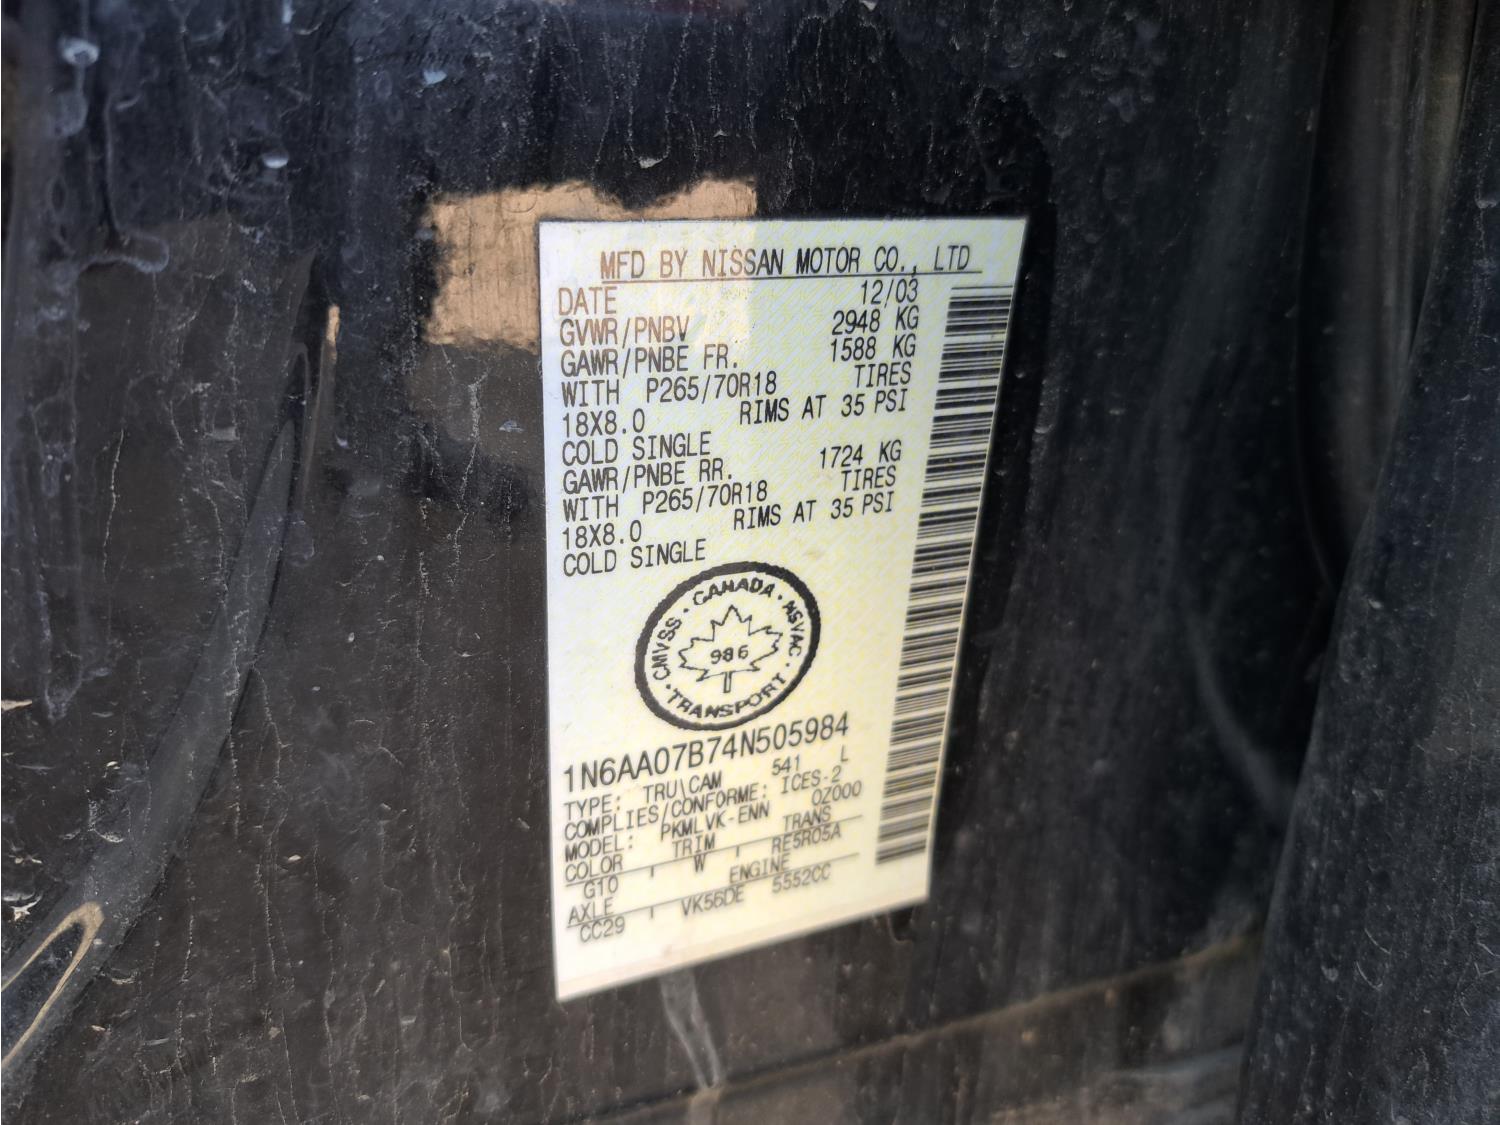 MFD BY NISSAN MOTOR CO., LTD
DATE 12/03
GVWR/PNBV 2948 KG
GAWR/PNBE FR. 1588 KG
WITH P265/70R18 TIRES
18X8.0 RIMS AT 35 PSI
COLD SINGLE
GAWR/PNBE RR. 1724 KG
WITH P265/70R18 TIRES
18X8.0 RIMS AT 35 PSI
COLD SINGLE
CANADA · NSVAC · TRANSPORT · CMVSS ·
986
1N6AA07B74N505984
TYPE: TRU\CAM 541 L
COMPLIES/CONFORME: ICES-2
MODEL: PKMLVK-ENN 0Z000
COLOR TRIM TRANS
G10 W RE5R05A
AXLE ENGINE
CC29 VK56DE 5552CC